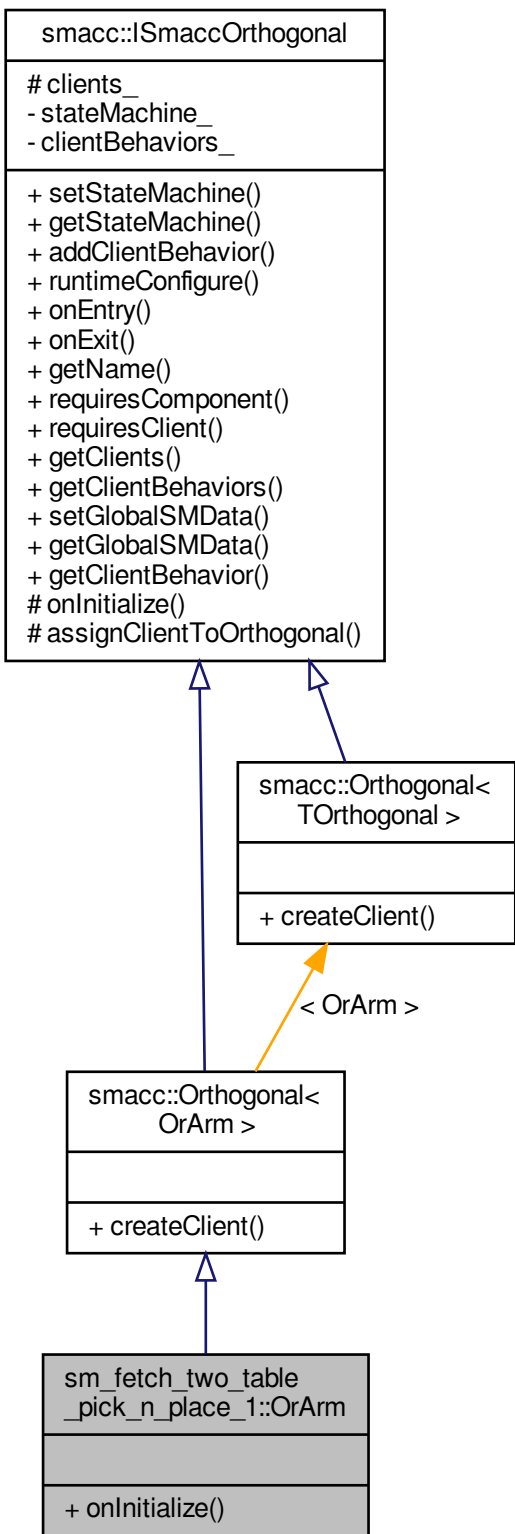 smacc::ISmaccOrthogonal
# clients_
- stateMachine_
- clientBehaviors_
+ setStateMachine()
+ getStateMachine()
+ addClientBehavior()
+ runtimeConfigure()
+ onEntry()
+ onExit()
+ getName()
+ requiresComponent()
+ requiresClient()
+ getClients()
+ getClientBehaviors()
+ setGlobalSMData()
+ getGlobalSMData()
+ getClientBehavior()
# onInitialize()
# assignClientToOrthogonal()
smacc::Orthogonal<
TOrthogonal >
+ createClient()
< OrArm >
smacc::Orthogonal<
OrArm >
+ createClient()
sm_fetch_two_table
_pick_n_place_1::OrArm
+ onInitialize()